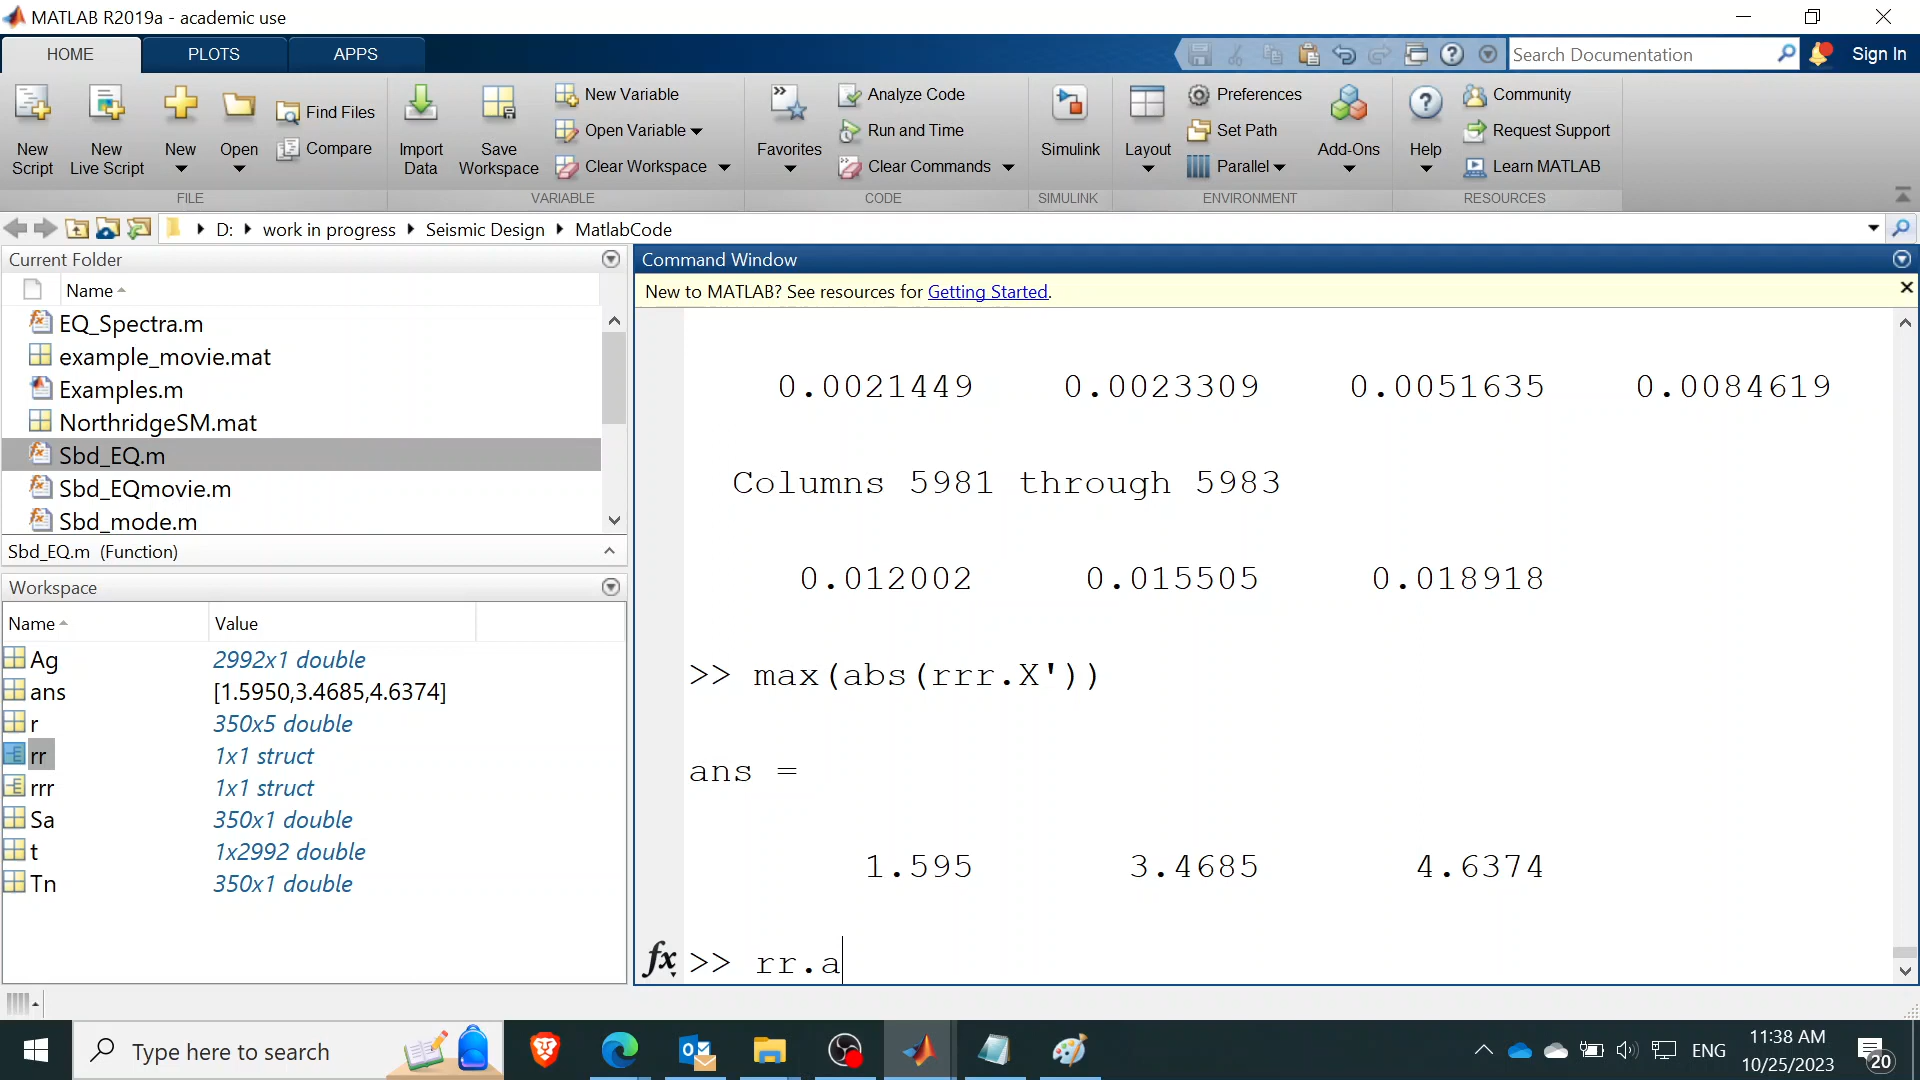 MATLAB R2019a - academic use
HOME PLOTS APPS
Search Documentation Sign In
New Script
New Live Script
New
Open
Find Files
Compare
FILE
Import Data
Save Workspace
New Variable
Open Variable
Clear Workspace
VARIABLE
Favorites
Analyze Code
Run and Time
Clear Commands
CODE
Simulink
SIMULINK
Layout
Preferences
Set Path
Parallel
Add-Ons
ENVIRONMENT
Help
Community
Request Support
Learn MATLAB
RESOURCES
D: work in progress Seismic Design MatlabCode
Current Folder
Name
EQ_Spectra.m
example_movie.mat
Examples.m
NorthridgeSM.mat
Sbd_EQ.m
Sbd_EQmovie.m
Sbd_mode.m
Sbd_EQ.m (Function)
Workspace
Name Value
Ag 2992x1 double
ans [1.5950,3.4685,4.6374]
r 350x5 double
rr 1x1 struct
rrr 1x1 struct
Sa 350x1 double
t 1x2992 double
Tn 350x1 double
Command Window
New to MATLAB? See resources for Getting Started.
0.0021449 0.0023309 0.0051635 0.0084619
Columns 5981 through 5983
0.012002 0.015505 0.018918
>> max(abs(rrr.X'))
ans =
1.595 3.4685 4.6374
fx >> rr.a
Type here to search
ENG
11:38 AM
10/25/2023
20